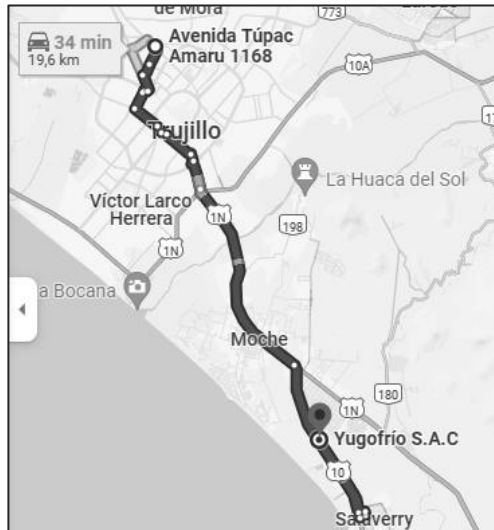 de Mora
773
34 min
19,6 km
Avenida Túpac
Amaru 1168
10A
Trujillo
La Huaca del Sol
Víctor Larco
Herrera
1N
198
1N
a Bocana
Moche
180
1N
Yugofrío S.A.C
10
Salaverry